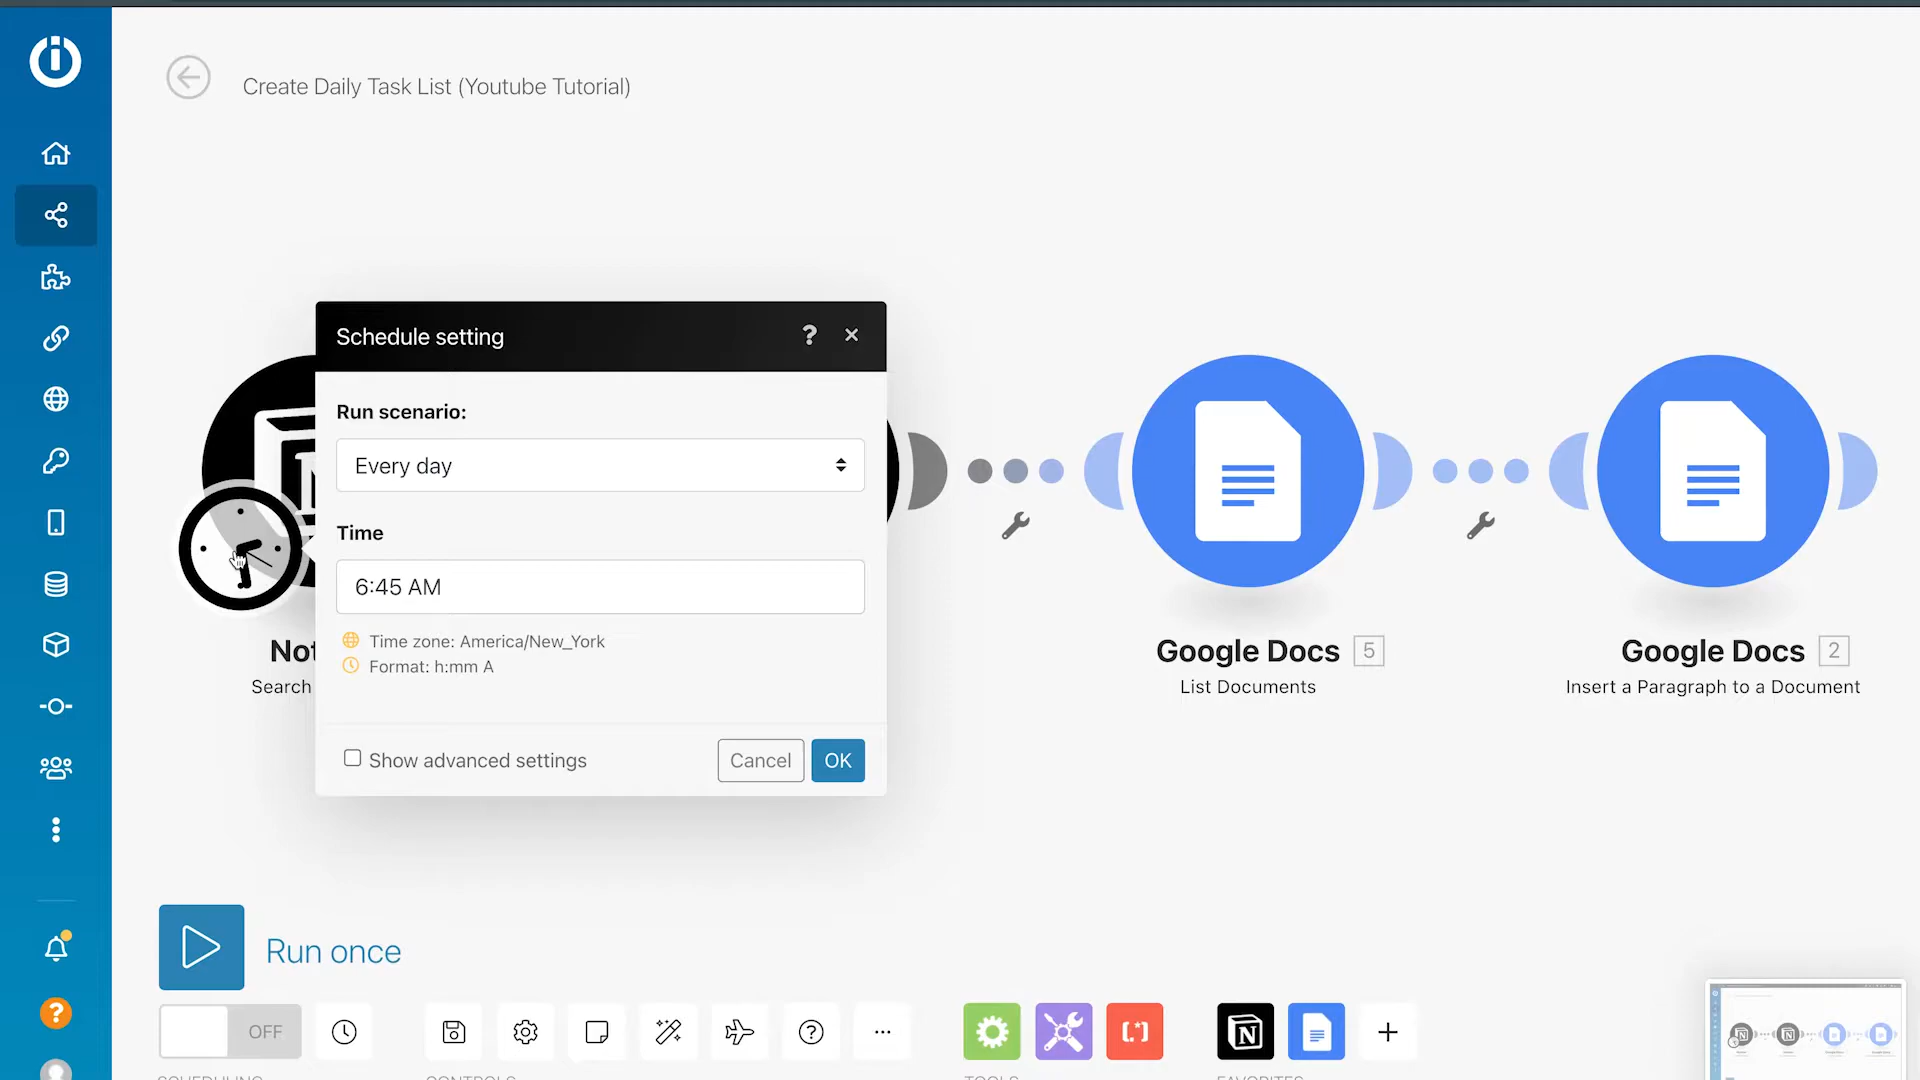 Create Daily Task List (Youtube Tutorial)
Schedule setting
?
Run scenario:
Every day
Time
6:45 AM
Time zone: America/New_York
Format: h:mm A
Show advanced settings
Cancel
OK
Search
Google Docs 5
List Documents
Google Docs 2
Insert a Paragraph to a Document
Run once
OFF